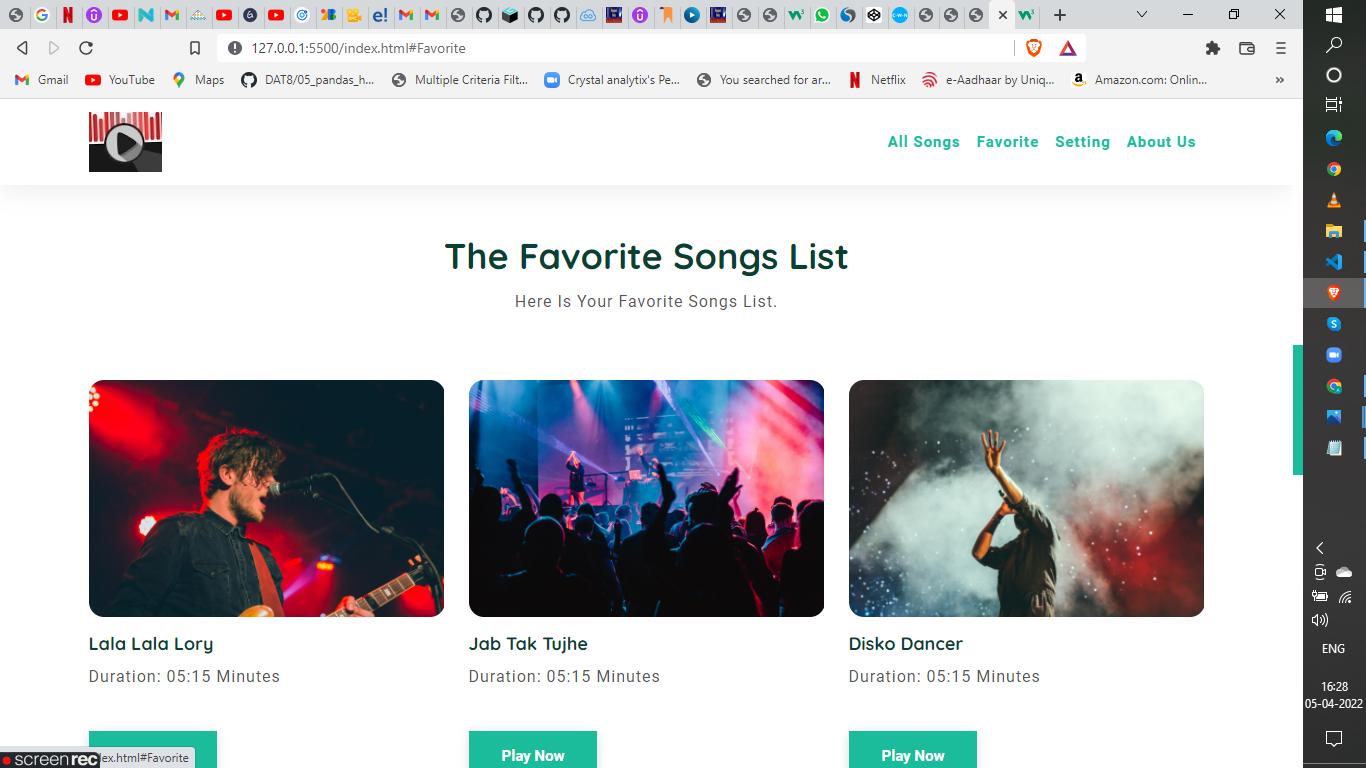 127.0.0.1:5500/index.html#Favorite
Gmail
YouTube
Maps
DAT8/05_pandas_h...
Multiple Criteria Filt...
Crystal analytix's Pe...
You searched for ar...
Netflix
e-Aadhaar by Uniq...
Amazon.com: Onlin...
»
All Songs
Favorite
Setting
About Us
The Favorite Songs List
Here Is Your Favorite Songs List.
Lala Lala Lory
Jab Tak Tujhe
Disko Dancer
Duration: 05:15 Minutes
Duration: 05:15 Minutes
Duration: 05:15 Minutes
Play Now
Play Now
dex.html#Favorite
screenrec
ENG
16:28
05-04-2022